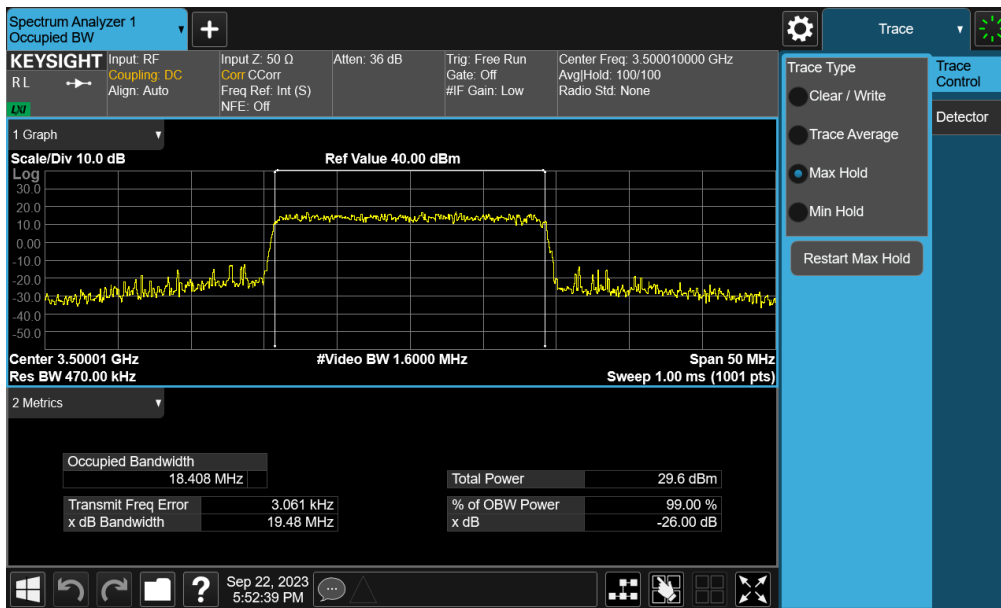 Spectrum Analyzer 1
Occupied BW
+
Trace
KEYSIGHT
R L
LXI
Input: RF
Coupling: DC
Align: Auto
Input Z: 50 Ω
Corr CCorr
Freq Ref: Int (S)
NFE: Off
Atten: 36 dB
Trig: Free Run
Gate: Off
#IF Gain: Low
Center Freq: 3.500010000 GHz
Avg|Hold: 100/100
Radio Std: None
Trace Type
Clear / Write
Trace Average
Max Hold
Min Hold
Restart Max Hold
Trace
Control
Detector
1 Graph
Scale/Div 10.0 dB
Ref Value 40.00 dBm
Log
30.0
20.0
10.0
0.00
-10.0
-20.0
-30.0
-40.0
-50.0
Center 3.50001 GHz
#Video BW 1.6000 MHz
Span 50 MHz
Res BW 470.00 kHz
Sweep 1.00 ms (1001 pts)
2 Metrics
Occupied Bandwidth
18.408 MHz
Total Power 29.6 dBm
Transmit Freq Error 3.061 kHz
% of OBW Power 99.00 %
x dB Bandwidth 19.48 MHz
x dB -26.00 dB
?
Sep 22, 2023
5:52:39 PM